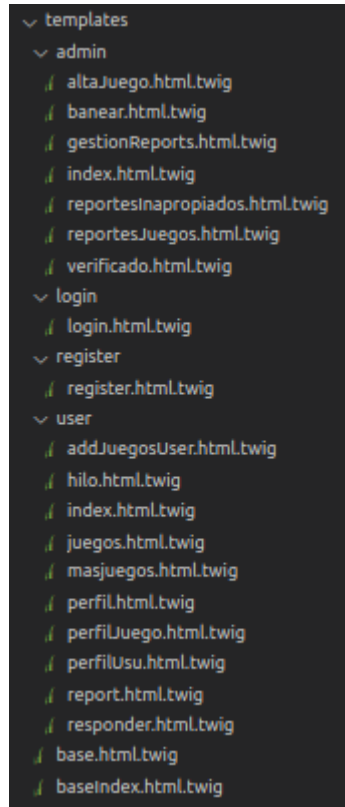 templates
admin
altaJuego.html.twig
banear.html.twig
gestionReports.html.twig
index.html.twig
reportesInapropiados.html.twig
reportesJuegos.html.twig
verificado.html.twig
login
login.html.twig
register
register.html.twig
user
addJuegosUser.html.twig
hilo.html.twig
index.html.twig
juegos.html.twig
masjuegos.html.twig
perfil.html.twig
perfilJuego.html.twig
perfilUsu.html.twig
report.html.twig
responder.html.twig
base.html.twig
baseIndex.html.twig